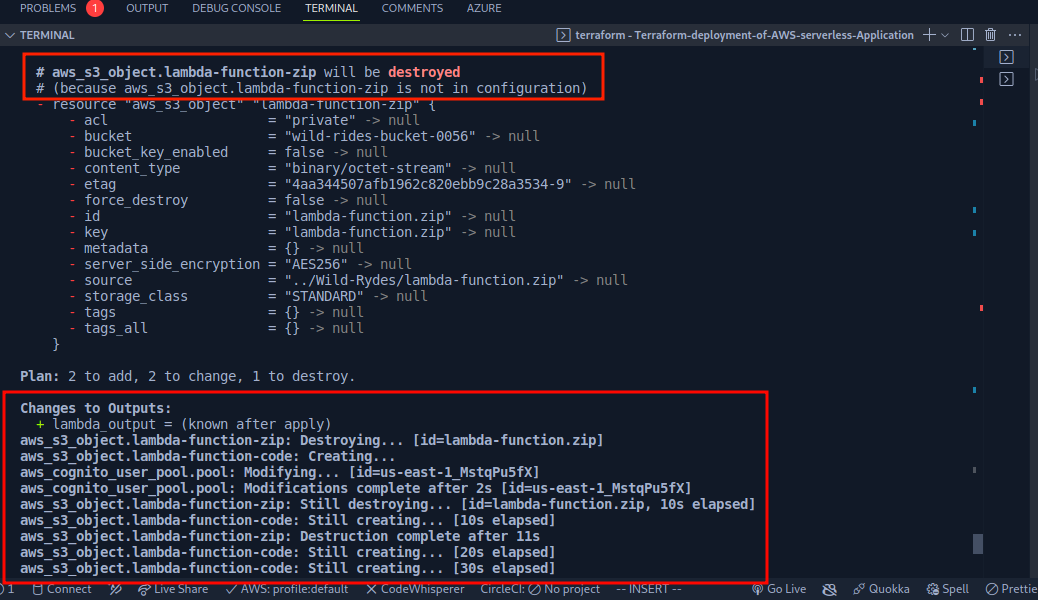 PROBLEMS 1 OUTPUT DEBUG CONSOLE TERMINAL COMMENTS AZURE
TERMINAL terraform - Terraform-deployment-of-AWS-serverless-Application
# aws_s3_object.lambda-function-zip will be destroyed
# (because aws_s3_object.lambda-function-zip is not in configuration)
- resource "aws_s3_object" "lambda-function-zip" {
- acl = "private" -> null
- bucket = "wild-rides-bucket-0056" -> null
- bucket_key_enabled = false -> null
- content_type = "binary/octet-stream" -> null
- etag = "4aa344507afb1962c820ebb9c28a3534-9" -> null
- force_destroy = false -> null
- id = "lambda-function.zip" -> null
- key = "lambda-function.zip" -> null
- metadata = {} -> null
- server_side_encryption = "AES256" -> null
- source = "../Wild-Rydes/lambda-function.zip" -> null
- storage_class = "STANDARD" -> null
- tags = {} -> null
- tags_all = {} -> null
}
Plan: 2 to add, 2 to change, 1 to destroy.
Changes to Outputs:
+ lambda_output = (known after apply)
aws_s3_object.lambda-function-zip: Destroying... [id=lambda-function.zip]
aws_s3_object.lambda-function-code: Creating...
aws_cognito_user_pool.pool: Modifying... [id=us-east-1_MstqPu5fX]
aws_cognito_user_pool.pool: Modifications complete after 2s [id=us-east-1_MstqPu5fX]
aws_s3_object.lambda-function-zip: Still destroying... [id=lambda-function.zip, 10s elapsed]
aws_s3_object.lambda-function-code: Still creating... [10s elapsed]
aws_s3_object.lambda-function-zip: Destruction complete after 11s
aws_s3_object.lambda-function-code: Still creating... [20s elapsed]
aws_s3_object.lambda-function-code: Still creating... [30s elapsed]
1 Connect Live Share AWS: profile:default CodeWhisperer CircleCI: No project -- INSERT -- Go Live Quokka Spell Prettie